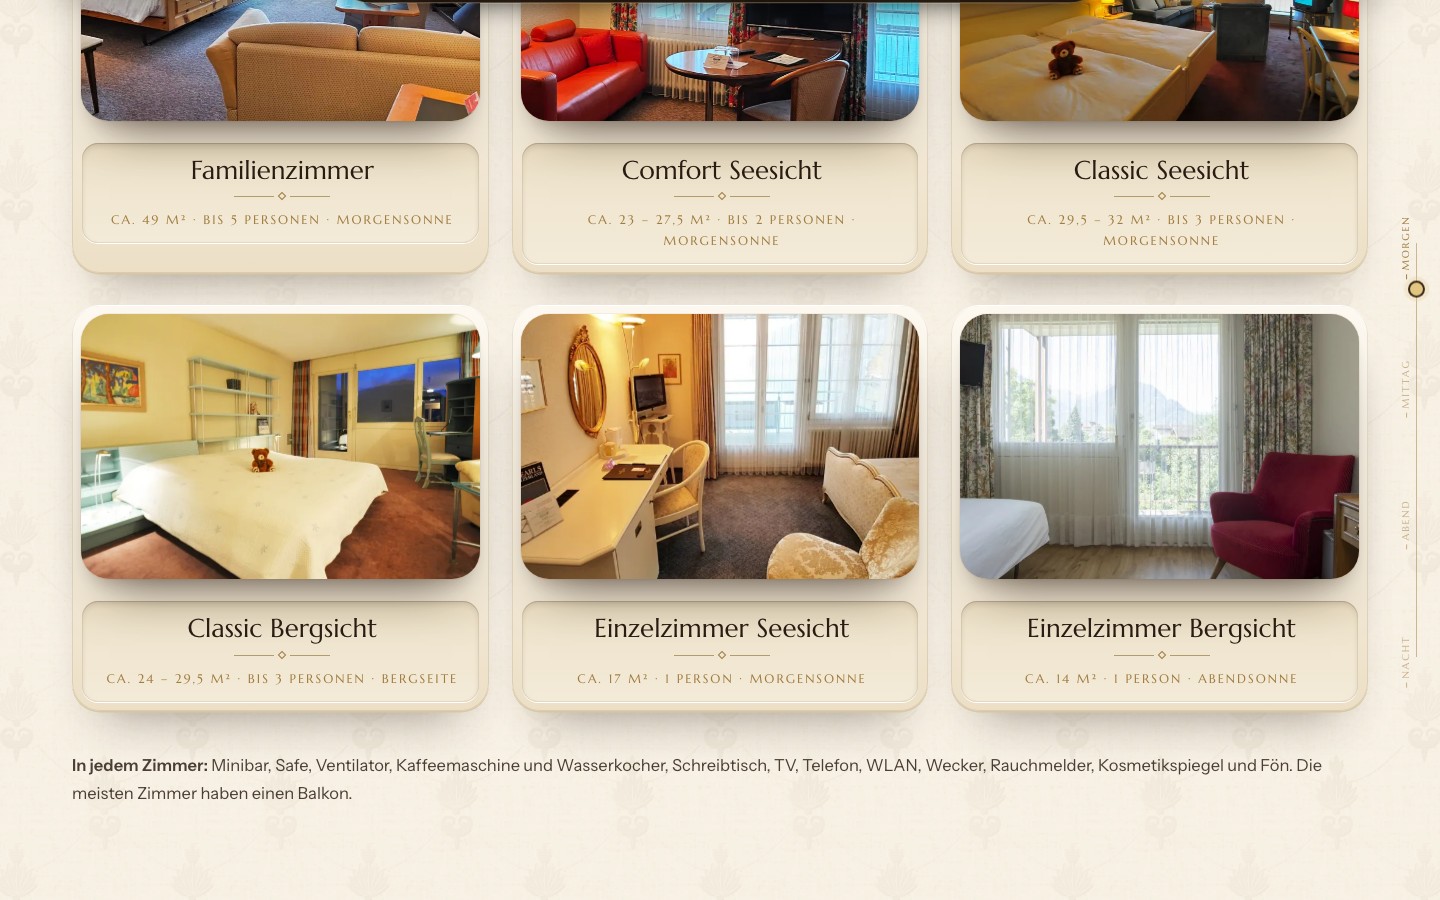 Familienzimmer
CA. 49 M² · BIS 5 PERSONEN · MORGENSONNE
Comfort Seesicht
CA. 23 – 27,5 M² · BIS 2 PERSONEN ·
MORGENSONNE
Classic Seesicht
CA. 29,5 – 32 M² · BIS 3 PERSONEN ·
MORGENSONNE
Classic Bergsicht
CA. 24 – 29,5 M² · BIS 3 PERSONEN · BERGSEITE
Einzelzimmer Seesicht
CA. 17 M² · 1 PERSON · MORGENSONNE
Einzelzimmer Bergsicht
CA. 14 M² · 1 PERSON · ABENDSONNE
In jedem Zimmer: Minibar, Safe, Ventilator, Kaffeemaschine und Wasserkocher, Schreibtisch, TV, Telefon, WLAN, Wecker, Rauchmelder, Kosmetikspiegel und Fön. Die
meisten Zimmer haben einen Balkon.
– MORGEN
– MITTAG
– ABEND
– NACHT